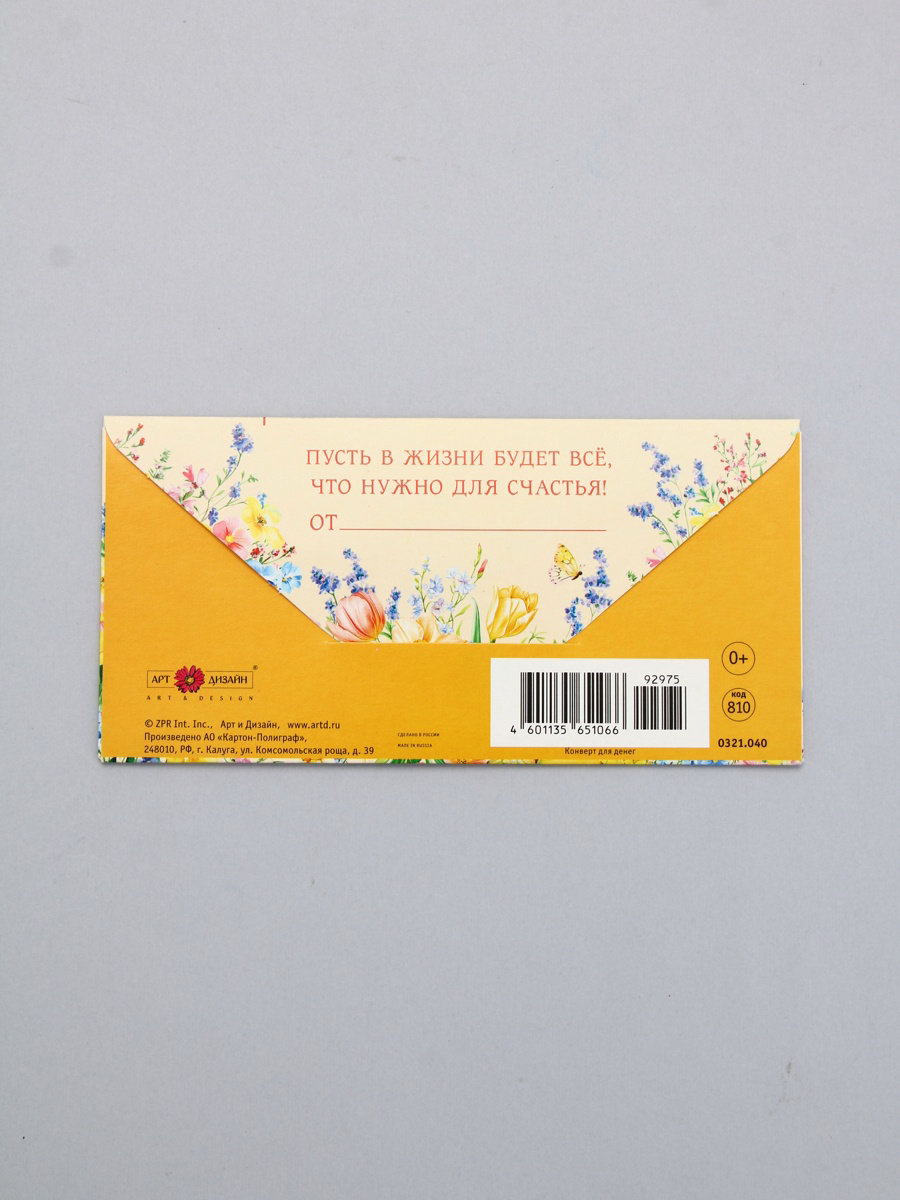 ПУСТЬ В ЖИЗНИ БУДЕТ ВСЁ,
ЧТО НУЖНО ДЛЯ СЧАСТЬЯ!
ОТ
АРТ ДИЗАЙН®
ART & DESIGN
© ZPR Int. Inc., Арт и Дизайн, www.artd.ru
Произведено АО «Картон-Полиграф»,
248010, РФ, г. Калуга, ул. Комсомольская роща, д. 39
СДЕЛАНО В РОССИИ
MADE IN RUSSIA
92975
4 601135 651066
Конверт для денег
0+
код
810
0321.040